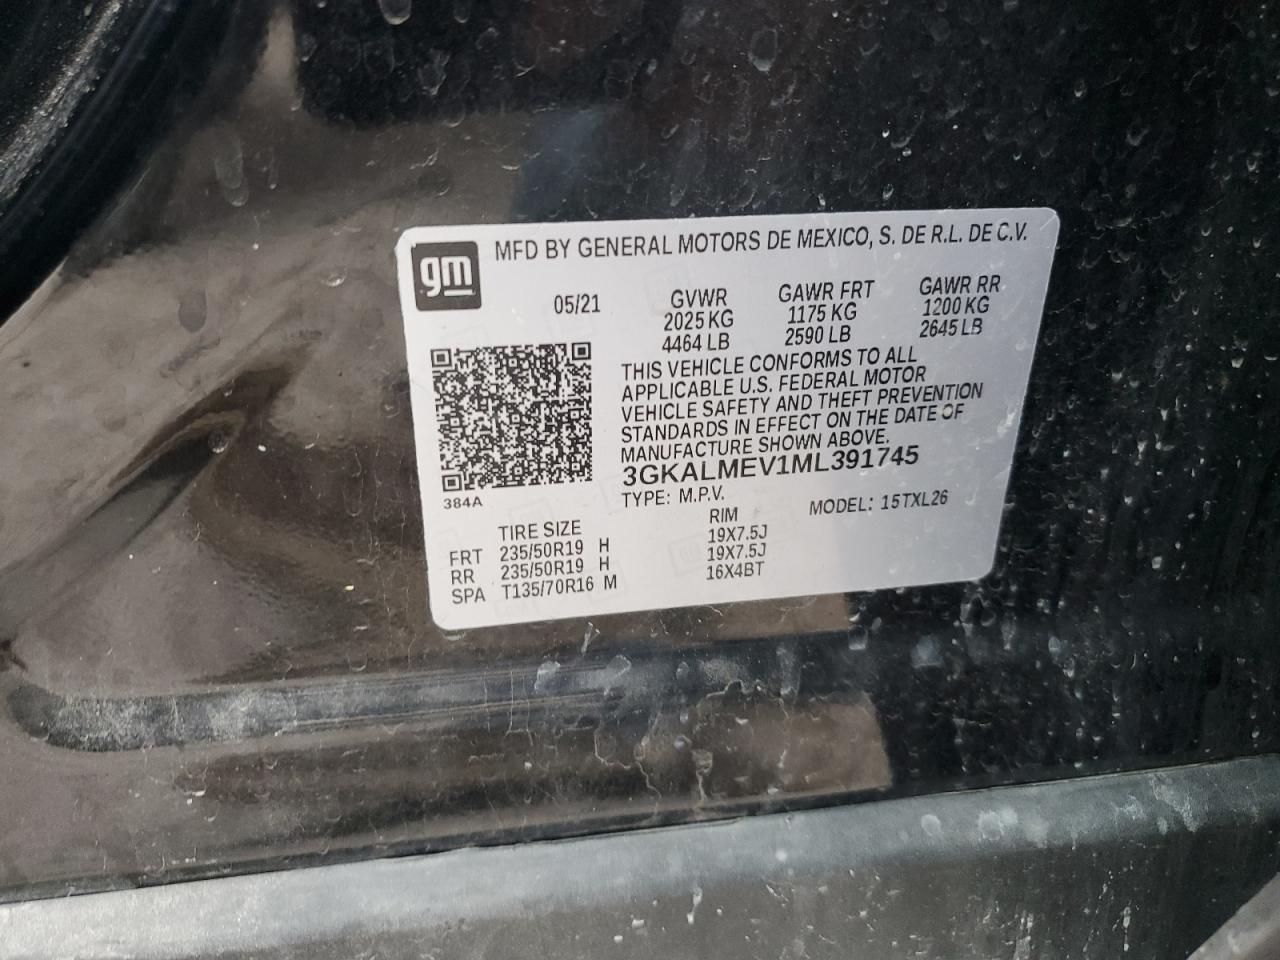 gm
MFD BY GENERAL MOTORS DE MEXICO, S. DE R.L. DE C.V.
05/21 GVWR GAWR FRT GAWR RR
2025 KG 1175 KG 1200 KG
4464 LB 2590 LB 2645 LB
THIS VEHICLE CONFORMS TO ALL
APPLICABLE U.S. FEDERAL MOTOR
VEHICLE SAFETY AND THEFT PREVENTION
STANDARDS IN EFFECT ON THE DATE OF
MANUFACTURE SHOWN ABOVE.
3GKALMEV1ML391745
384A
TYPE: M.P.V. MODEL: 15TXL26
TIRE SIZE RIM
FRT 235/50R19 H 19X7.5J
RR 235/50R19 H 19X7.5J
SPA T135/70R16 M 16X4BT